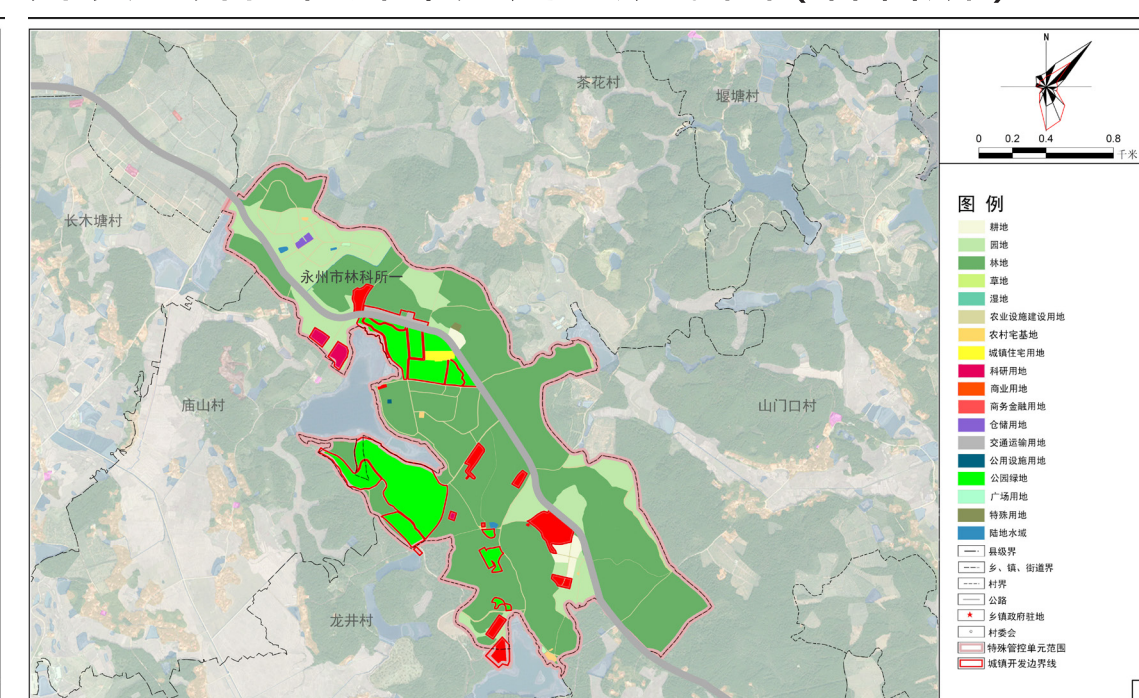 N
0 0.2 0.4 0.8
千米
茶花村
堰塘村
长木塘村
永州市林科所一
庙山村
山门口村
龙井村
图 例
耕地
园地
林地
草地
湿地
农业设施建设用地
农村宅基地
城镇住宅用地
科研用地
商业用地
商务金融用地
仓储用地
交通运输用地
公用设施用地
公园绿地
广场用地
特殊用地
陆地水域
县级界
乡、镇、街道界
村界
公路
乡镇政府驻地
村委会
特殊管控单元范围
城镇开发边界线